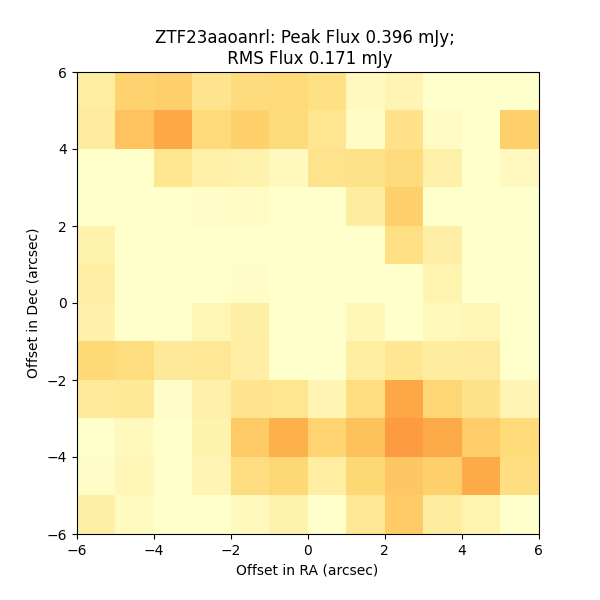 ZTF23aaoanrl: Peak Flux 0.396 mJy;
RMS Flux 0.171 mJy
6
4
2
0
−2
−4
−6
Offset in Dec (arcsec)
−6 −4 −2 0 2 4 6
Offset in RA (arcsec)